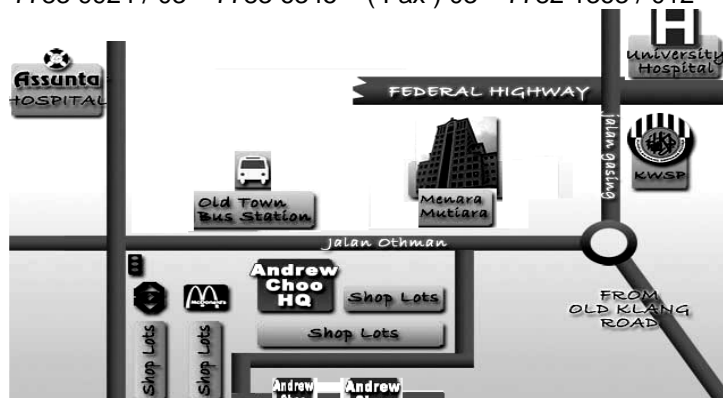 University
Hospital
Assunta
HOSPITAL
FEDERAL HIGHWAY
jalan gasing
KWSP
Old Town
Bus Station
Menara
Mutiara
Jalan Othman
Andrew
Choo
HQ
McDonald's
Shop Lots
Shop Lots
FROM
OLD KLANG
ROAD
Shop Lots
Shop Lots
Andrew
Andrew